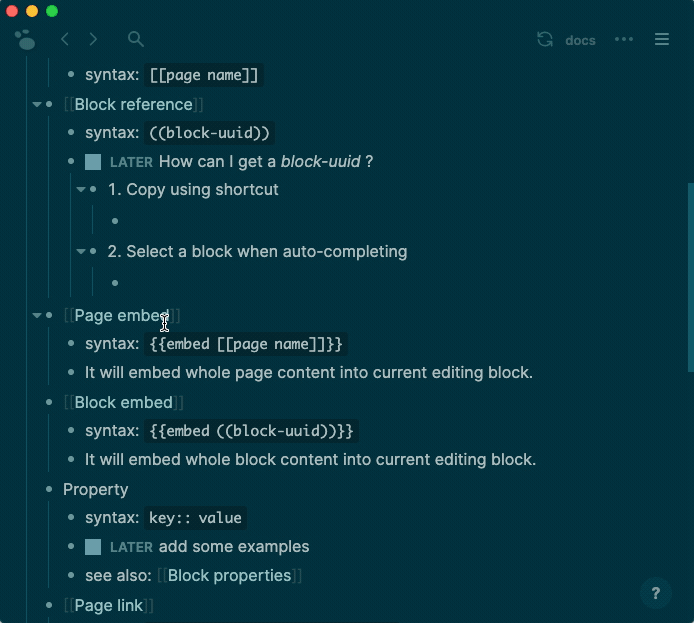 docs
syntax: [[page name]]
[[Block reference]]
syntax: ((block-uuid))
LATER How can I get a block-uuid ?
1. Copy using shortcut
2. Select a block when auto-completing
[[Page embed]]
syntax: {{embed [[page name]]}}
It will embed whole page content into current editing block.
[[Block embed]]
syntax: {{embed ((block-uuid))}}
It will embed whole block content into current editing block.
Property
syntax: key:: value
LATER add some examples
see also: [[Block properties]]
?
[[Page link]]